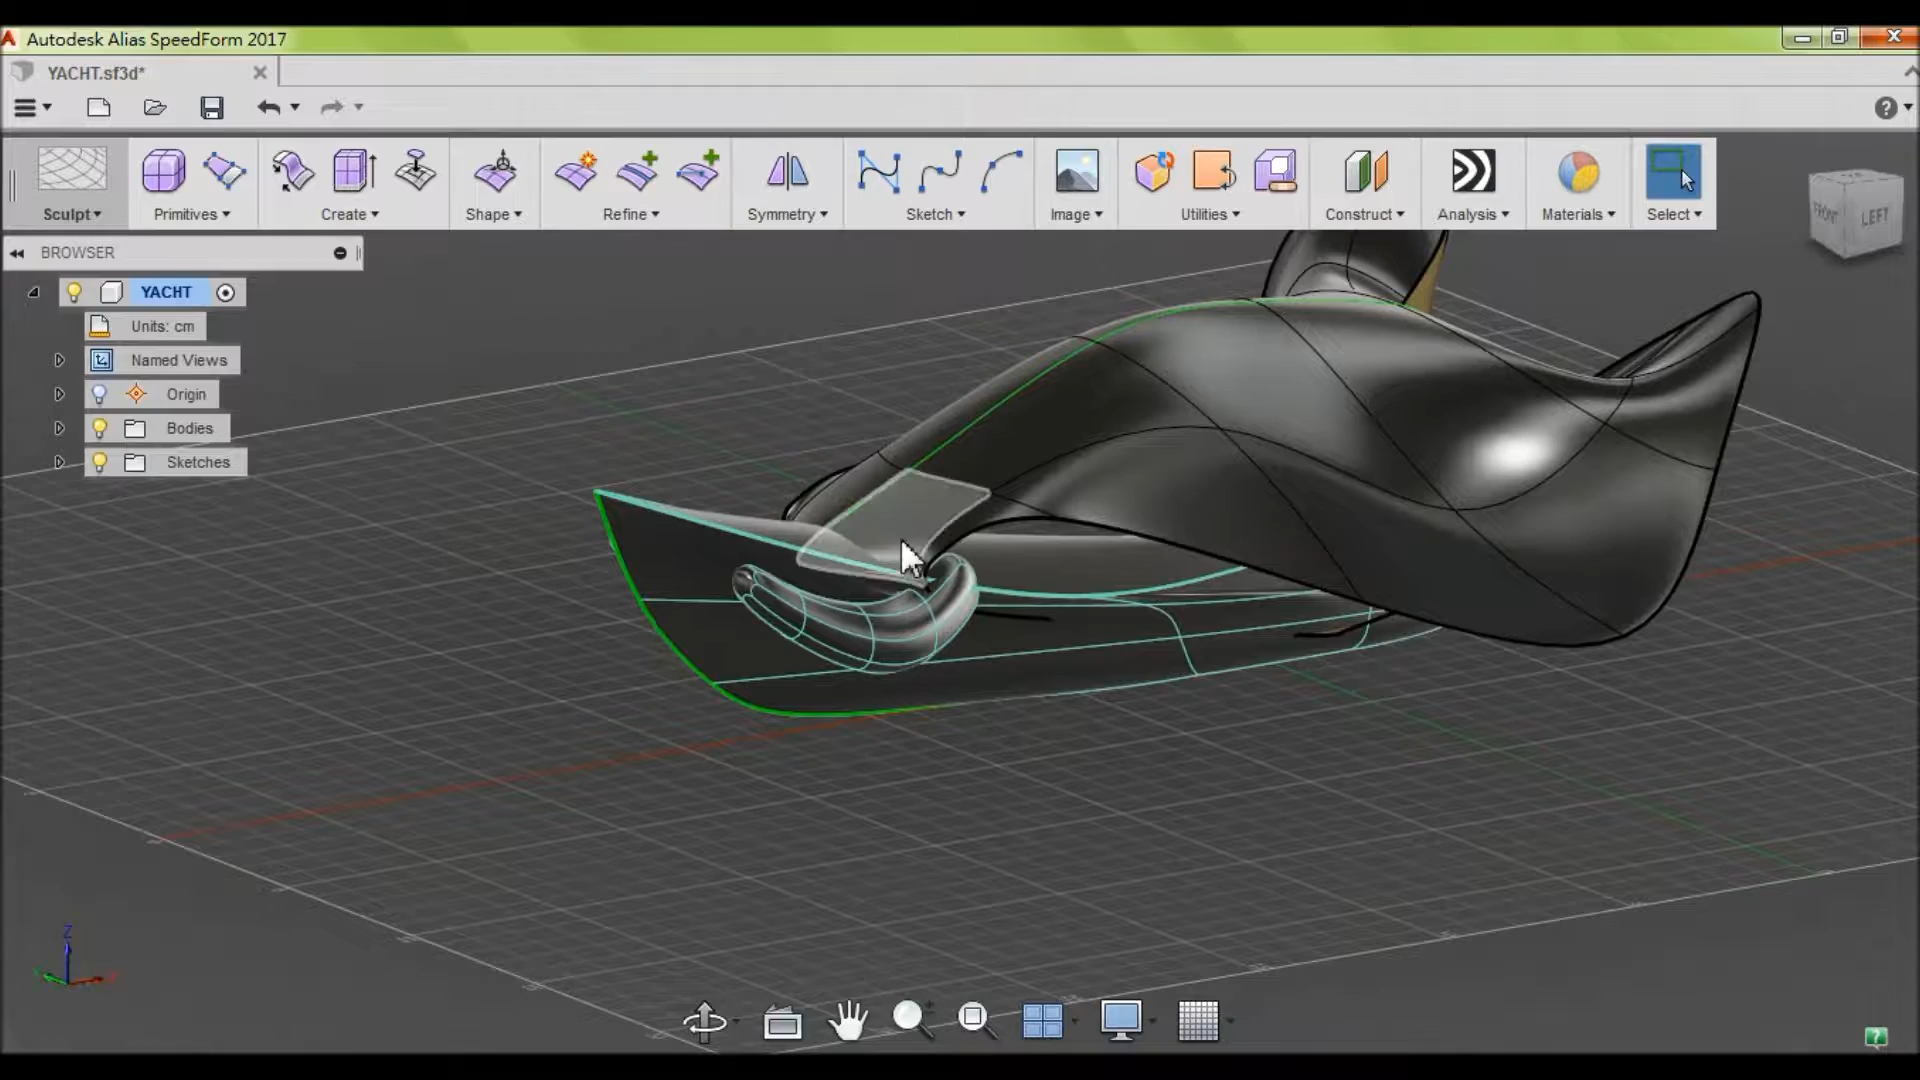 Autodesk Alias SpeedForm 2017
YACHT.sf3d*
Sculpt
Primitives
Create
Shape
Refine
Symmetry
Sketch
Image
Utilities
Construct
Analysis
Materials
Select
FRONT
LEFT
BROWSER
YACHT
Units: cm
Named Views
Origin
Bodies
Sketches
Z